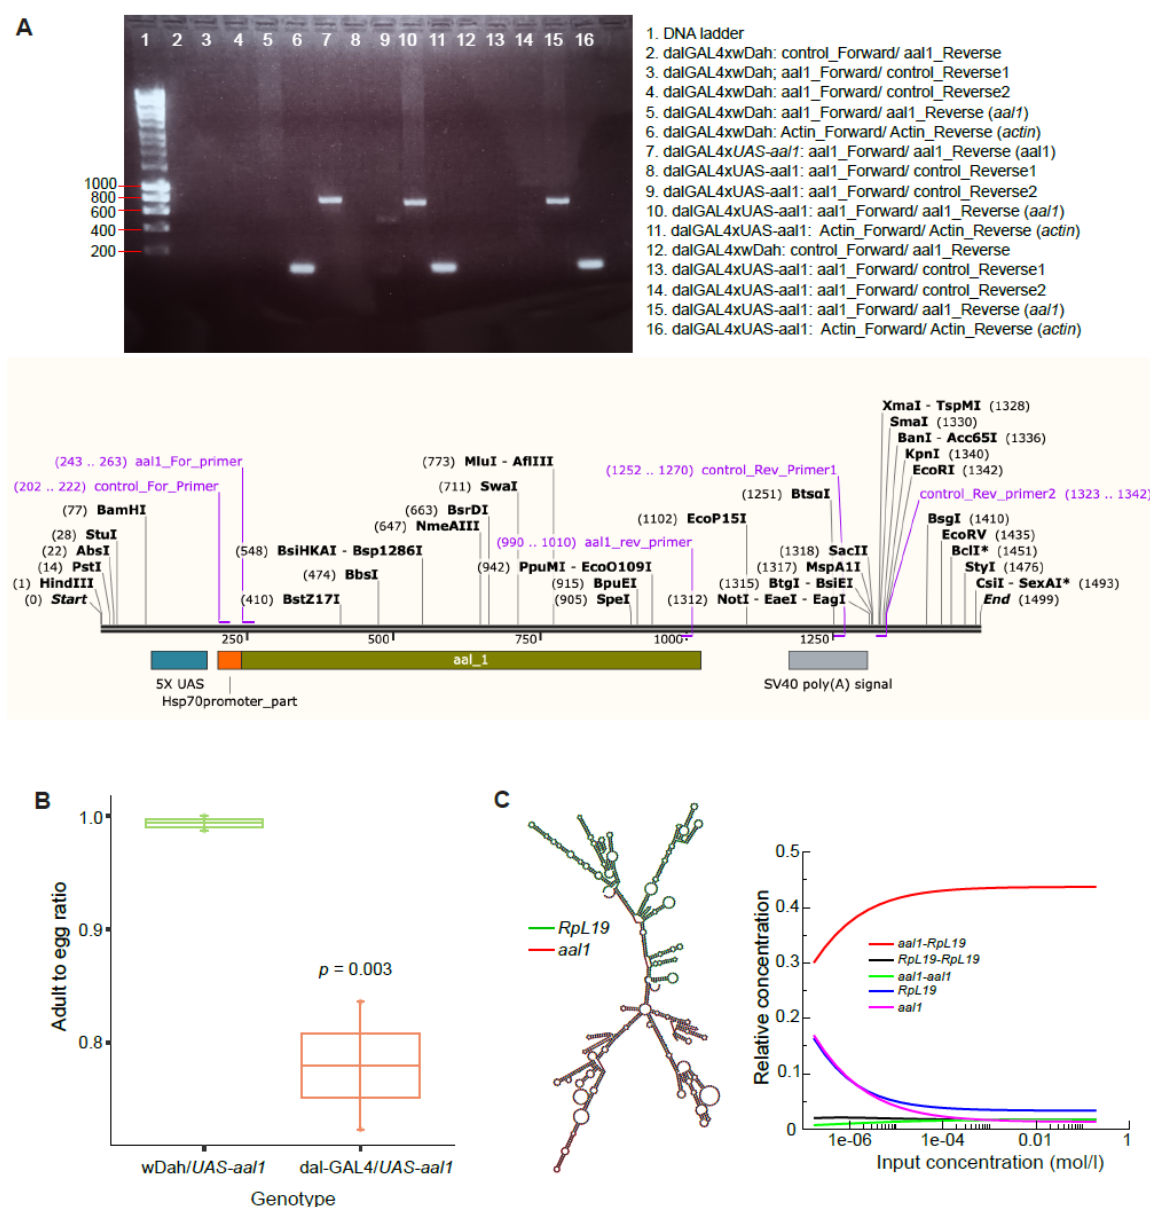 A
1 2 3 4 5 6 7 8 9 10 11 12 13 14 15 16
1000
800
600
400
200
1. DNA ladder
2. dalGAL4xwDah: control_Forward/ aal1_Reverse
3. dalGAL4xwDah; aal1_Forward/ control_Reverse1
4. dalGAL4xwDah: aal1_Forward/ control_Reverse2
5. dalGAL4xwDah: aal1_Forward/ aal1_Reverse (aal1)
6. dalGAL4xwDah: Actin_Forward/ Actin_Reverse (actin)
7. dalGAL4xUAS-aal1: aal1_Forward/ aal1_Reverse (aal1)
8. dalGAL4xUAS-aal1: aal1_Forward/ control_Reverse1
9. dalGAL4xUAS-aal1: aal1_Forward/ control_Reverse2
10. dalGAL4xUAS-aal1: aal1_Forward/ aal1_Reverse (aal1)
11. dalGAL4xUAS-aal1: Actin_Forward/ Actin_Reverse (actin)
12. dalGAL4xwDah: control_Forward/ aal1_Reverse
13. dalGAL4xUAS-aal1: aal1_Forward/ control_Reverse1
14. dalGAL4xUAS-aal1: aal1_Forward/ control_Reverse2
15. dalGAL4xUAS-aal1: aal1_Forward/ aal1_Reverse (aal1)
16. dalGAL4xUAS-aal1: Actin_Forward/ Actin_Reverse (actin)
XmaI - TspMI (1328)
SmaI (1330)
BanI - Acc65I (1336)
KpnI (1340)
EcoRI (1342)
(243 .. 263) aal1_For_primer
(773) MluI - AflIII
(1252 .. 1270) control_Rev_Primer1
(202 .. 222) control_For_Primer
(711) SwaI
(1251) BtsαI
control_Rev_primer2 (1323 .. 1342)
(77) BamHI
(663) BsrDI
(1102) EcoP15I
BsgI (1410)
(28) StuI
(647) NmeAIII
EcoRV (1435)
(22) AbsI
(548) BsiHKAI - Bsp1286I
(990 .. 1010) aal1_rev_primer
(1318) SacII
BclI* (1451)
(14) PstI
(474) BbsI
(942) PpuMI - EcoO109I
(1317) MspA1I
StyI (1476)
(1) HindIII
(915) BpuEI
(1315) BtgI - BsiEI
CsiI - SexAI* (1493)
(0) Start
(410) BstZ17I
(905) SpeI
(1312) NotI - EaeI - EagI
End (1499)
250 500 750 1000 1250
aal_1
5X UAS
SV40 poly(A) signal
Hsp70promoter_part
B
Adult to egg ratio
1.0
0.9
0.8
p = 0.003
wDah/UAS-aal1 dal-GAL4/UAS-aal1
Genotype
C
RpL19
aal1
Relative concentration
0.5
0.4
0.3
0.2
0.1
0
aal1-RpL19
RpL19-RpL19
aal1-aal1
RpL19
aal1
1e-06 1e-04 0.01 1
Input concentration (mol/l)